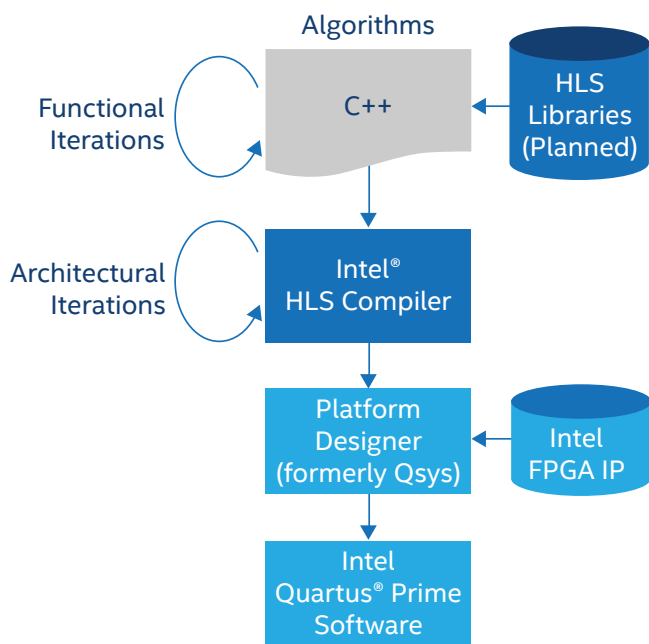 Algorithms
C++
HLS
Libraries
(Planned)
Functional
Iterations
Intel®
HLS Compiler
Architectural
Iterations
Platform
Designer
(formerly Qsys)
Intel
FPGA IP
Intel
Quartus® Prime
Software